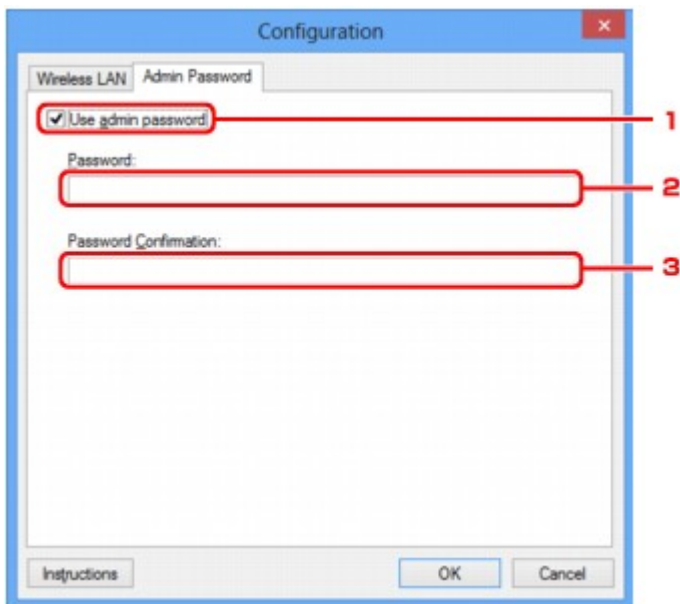 Configuration
Wireless LAN
Admin Password
Use admin password
1
Password:
2
Password Confirmation:
3
Instructions
OK
Cancel